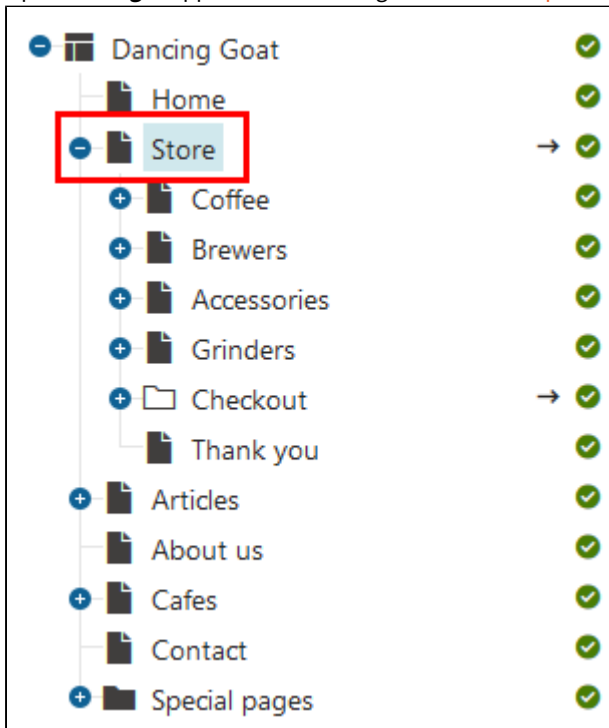 Dancing Goat
Home
Store
Coffee
Brewers
Accessories
Grinders
Checkout
Thank you
Articles
About us
Cafes
Contact
Special pages